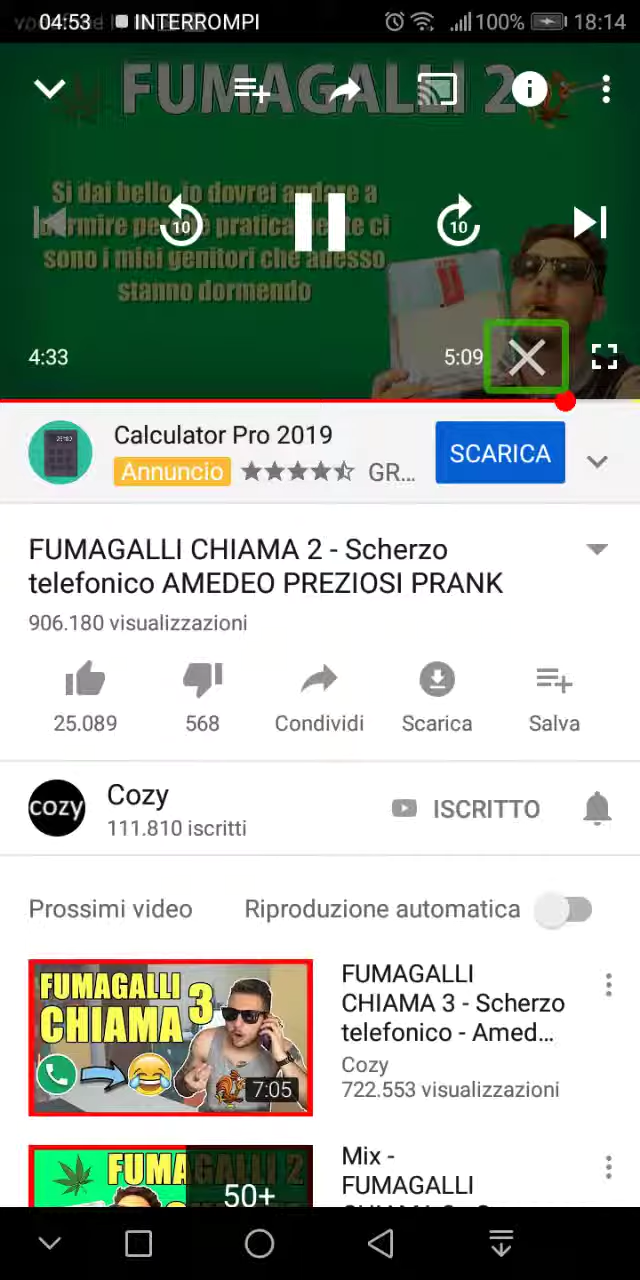 04:53 INTERROMPI 100% 18:14
FUMAGALLI 2
Si dai bello, io dovrei andare a
dormire perchè praticamente ci
sono i miei genitori che adesso
stanno dormendo
10
10
4:33
5:09
Calculator Pro 2019
Annuncio GR...
SCARICA
FUMAGALLI CHIAMA 2 - Scherzo
telefonico AMEDEO PREZIOSI PRANK
906.180 visualizzazioni
25.089 568 Condividi Scarica Salva
cozy
Cozy
111.810 iscritti
ISCRITTO
Prossimi video Riproduzione automatica
FUMAGALLI
CHIAMA 3
7:05
FUMAGALLI
CHIAMA 3 - Scherzo
telefonico - Amed...
Cozy
722.553 visualizzazioni
FUMAGALLI 2
50+
Mix -
FUMAGALLI